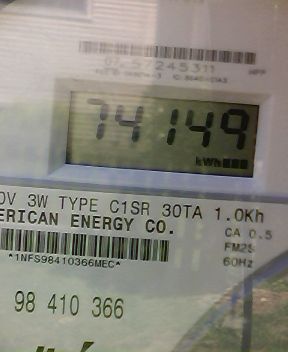 57245311
74149
kWh
0V 3W TYPE C1SR 30TA 1.0Kh
ERICAN ENERGY CO.
CA 0.5
FM2S
60Hz
*1NFS98410366MEC*
98 410 366